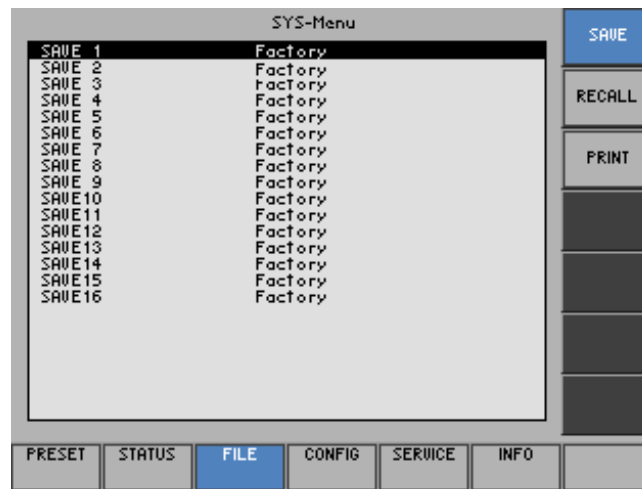 SYS-Menu
SAVE 1 Factory
SAVE 2 Factory
SAVE 3 Factory
SAVE 4 Factory
SAVE 5 Factory
SAVE 6 Factory
SAVE 7 Factory
SAVE 8 Factory
SAVE 9 Factory
SAVE10 Factory
SAVE11 Factory
SAVE12 Factory
SAVE13 Factory
SAVE14 Factory
SAVE15 Factory
SAVE16 Factory
SAVE
RECALL
PRINT
PRESET STATUS FILE CONFIG SERVICE INFO